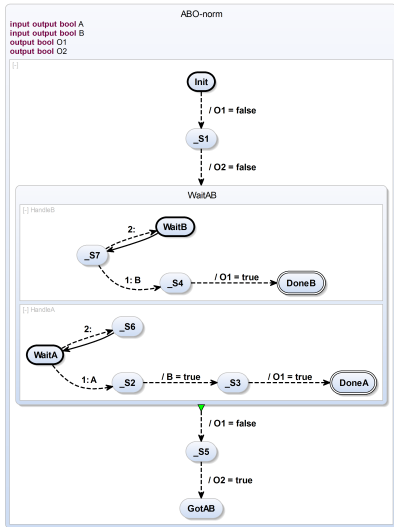 ABO-norm
input output bool A
input output bool B
output bool O1
output bool O2
[-]
Init
/ O1 = false
_S1
/ O2 = false
WaitAB
[-] HandleB
WaitB
2:
_S7
1: B
_S4
/ O1 = true
DoneB
[-] HandleA
2:
_S6
WaitA
1: A
_S2
/ B = true
_S3
/ O1 = true
DoneA
/ O1 = false
_S5
/ O2 = true
GotAB